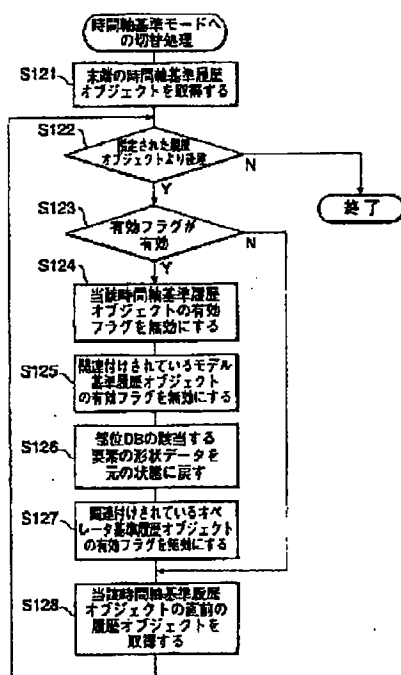 時間軸基準モードへ
の切替処理
S121
末端の時間軸基準履歴
オブジェクトを取得する
S122
指定された履歴
オブジェクトより後端
N
Y
S123
有効フラグが
有効
N
Y
終了
S124
当該時間軸基準履歴
オブジェクトの有効
フラグを無効にする
S125
関連付けされているモデル
基準履歴オブジェクト
の有効フラグを無効にする
S126
部位DBの該当する
要素の形状データを
元の状態に戻す
S127
関連付けされているオペ
レータ基準履歴オブジェクト
の有効フラグを無効にする
S128
当該時間軸基準履歴
オブジェクトの直前の
履歴オブジェクトを
取得する